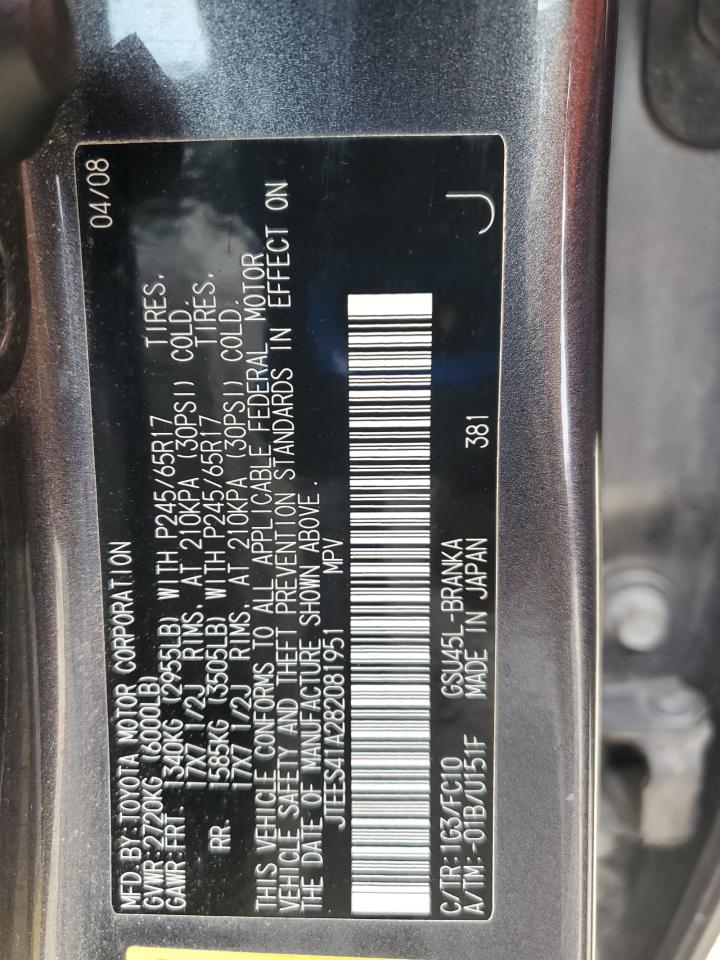 MFD.BY:TOYOTA MOTOR CORPORATION 04/08
GVWR:2720KG (6000LB)
GAWR:FRT 1340KG (2955LB) WITH P245/65R17 TIRES,
17X7 1/2J RIMS, AT 210KPA (30PSI) COLD.
RR. 1585KG (3505LB) WITH P245/65R17 TIRES,
17X7 1/2J RIMS, AT 210KPA (30PSI) COLD.
THIS VEHICLE CONFORMS TO ALL APPLICABLE FEDERAL MOTOR
VEHICLE SAFETY AND THEFT PREVENTION STANDARDS IN EFFECT ON
THE DATE OF MANUFACTURE SHOWN ABOVE.
JTEES41A282081951 MPV
C/TR:1G3/FC10 GSU45L-BRANKA
A/TM:-01B/U151F MADE IN JAPAN 381 J